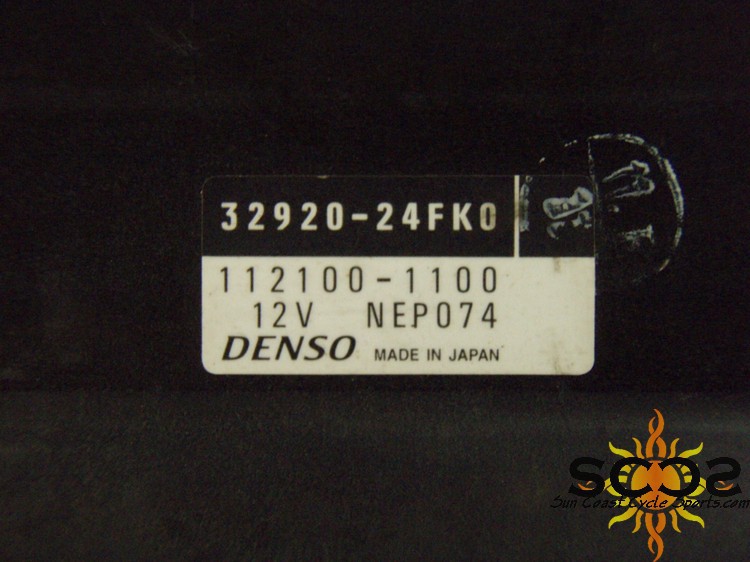 32920-24FK0
112100-1100
12V NEP074
DENSO MADE IN JAPAN
SCCS
Sun Coast Cycle Sports.com